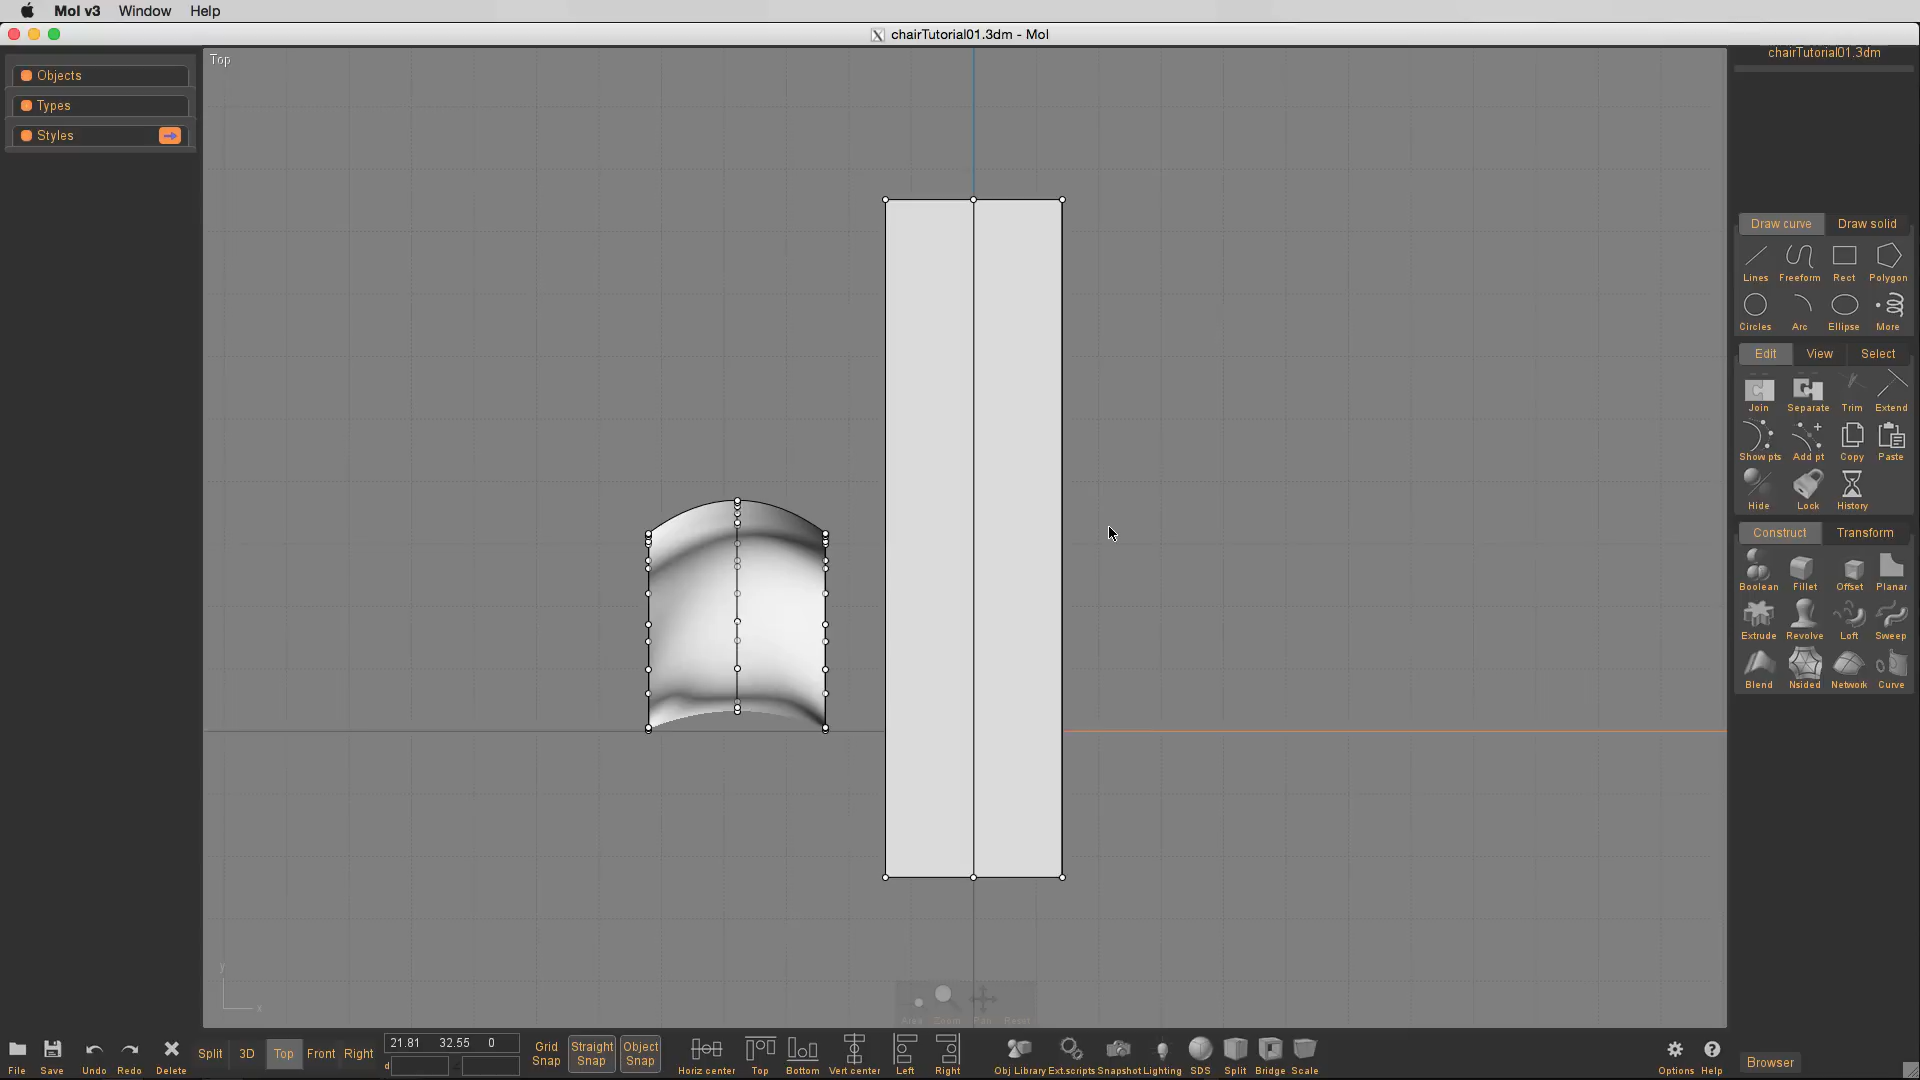 MoI v3 Window Help
chairTutorial01.3dm - MoI
Objects
Types
Styles
Top
chairTutorial01.3dm
Draw curve Draw solid
Lines Freeform Rect Polygon
Circles Arc Ellipse More
Edit View Select
Join Separate Trim Extend
Show pts Add pt Copy Paste
Hide Lock History
Construct Transform
Boolean Fillet Offset Planar
Extrude Revolve Loft Sweep
Blend Nsided Network Curve
y
x
Area Zoom Pan Reset
File Save Undo Redo Delete
Split 3D Top Front Right
21.81 32.55 0
d
Grid Snap
Straight Snap
Object Snap
Horiz center Top Bottom Vert center Left Right
Obj Library Ext.scripts Snapshot Lighting SDS Split Bridge Scale
Options Help
Browser